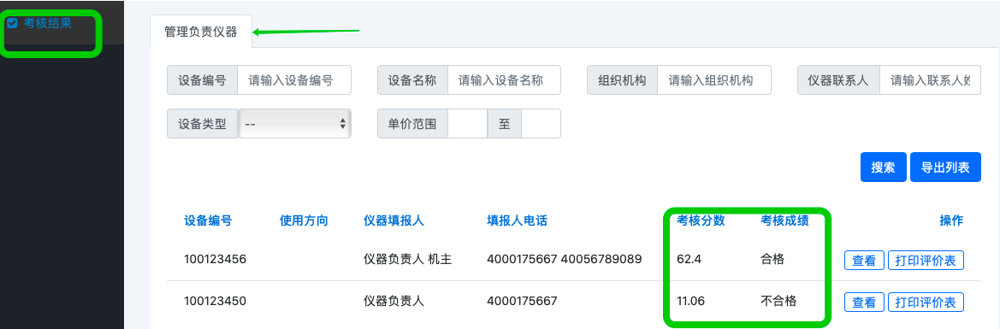 考核结果
管理负责仪器
设备编号 请输入设备编号 设备名称 请输入设备名称 组织机构 请输入组织机构 仪器联系人 请输入联系人姓
设备类型 -- 单价范围 至
搜索 导出列表
设备编号 使用方向 仪器填报人 填报人电话 考核分数 考核成绩 操作
100123456 仪器负责人 机主 4000175667 40056789089 62.4 合格 查看 打印评价表
100123450 仪器负责人 4000175667 11.06 不合格 查看 打印评价表